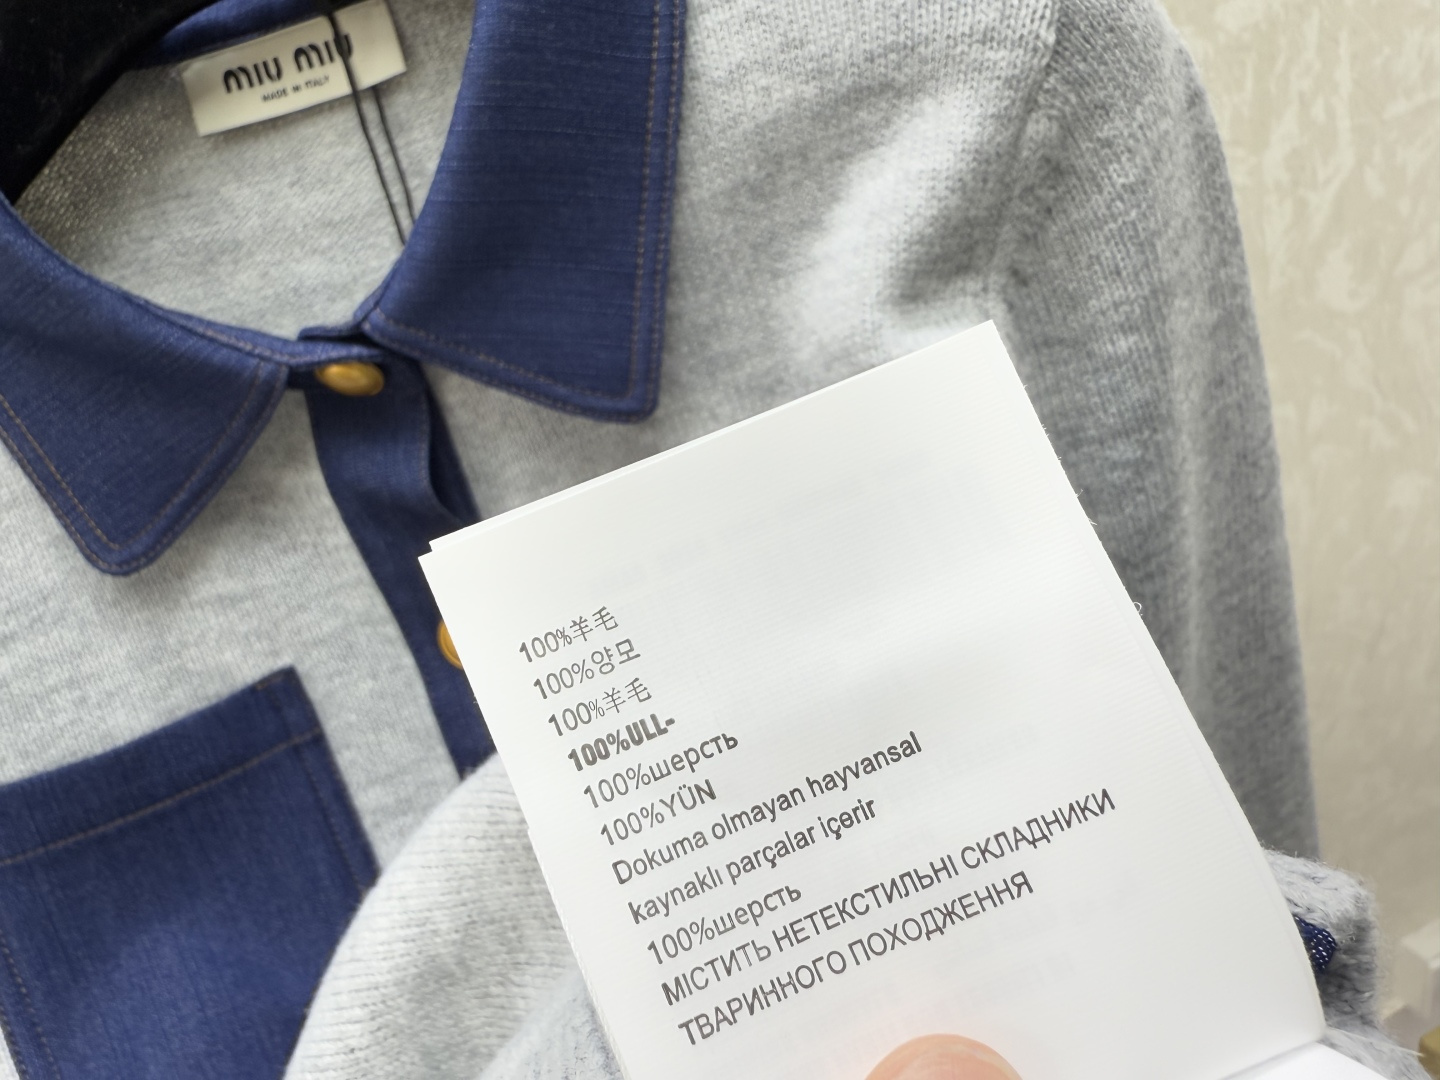 MIU MIU
MADE IN ITALY
100%羊毛
100%양모
100%羊毛
100%ULL-
100%шерсть
100%YÜN
Dokuma olmayan hayvansal
kaynaklı parçalar içerir
100%шерсть
МІСТИТЬ НЕТЕКСТИЛЬНІ СКЛАДНИКИ
ТВАРИННОГО ПОХОДЖЕННЯ